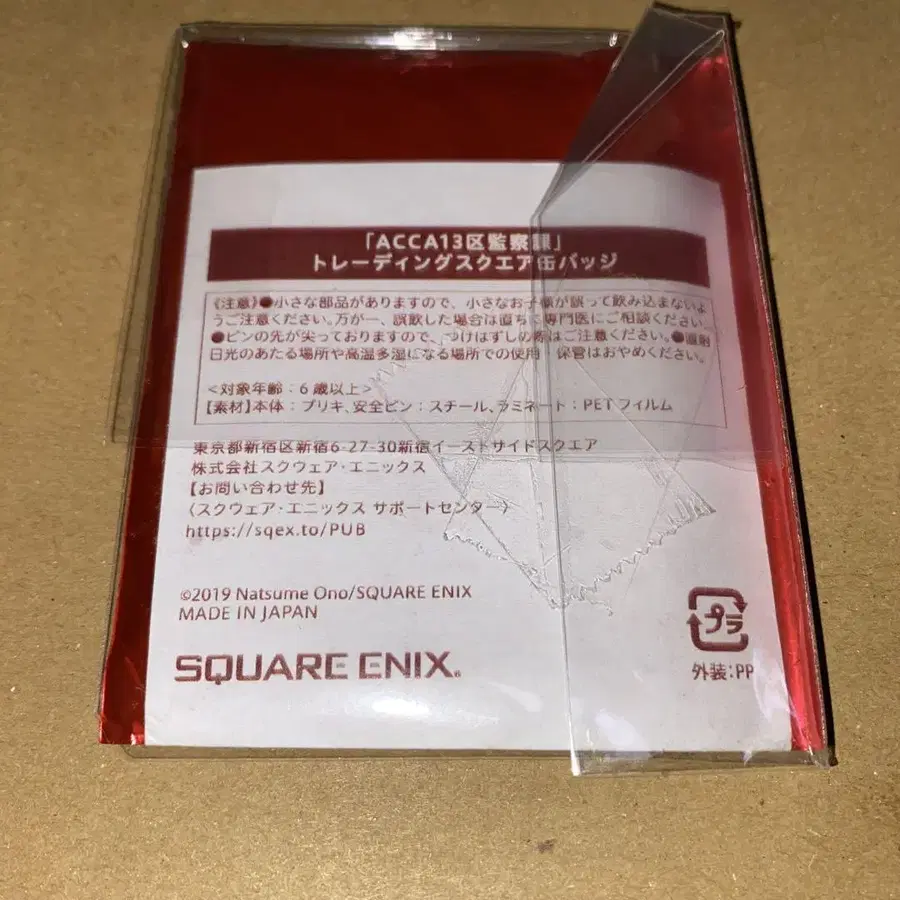 「ACCA13区監察課」
トレーディングスクエア缶バッジ
《注意》●小さな部品がありますので、小さなお子様が誤って飲み込まないよ
うご注意ください。万が一、誤飲した場合は直ちに専門医にご相談ください。
●ピンの先が尖っておりますので、つけはずしの際はご注意ください。●直射
日光のあたる場所や高温多湿になる場所での使用・保管はおやめください。
<対象年齢：6歳以上>
【素材】本体：ブリキ、安全ピン：スチール、ラミネート：PETフィルム
東京都新宿区新宿6-27-30新宿イーストサイドスクエア
株式会社スクウェア・エニックス
【お問い合わせ先】
〈スクウェア・エニックス サポートセンター〉
https://sqex.to/PUB
©2019 Natsume Ono/SQUARE ENIX
MADE IN JAPAN
SQUARE ENIX®
プラ
外装：PP